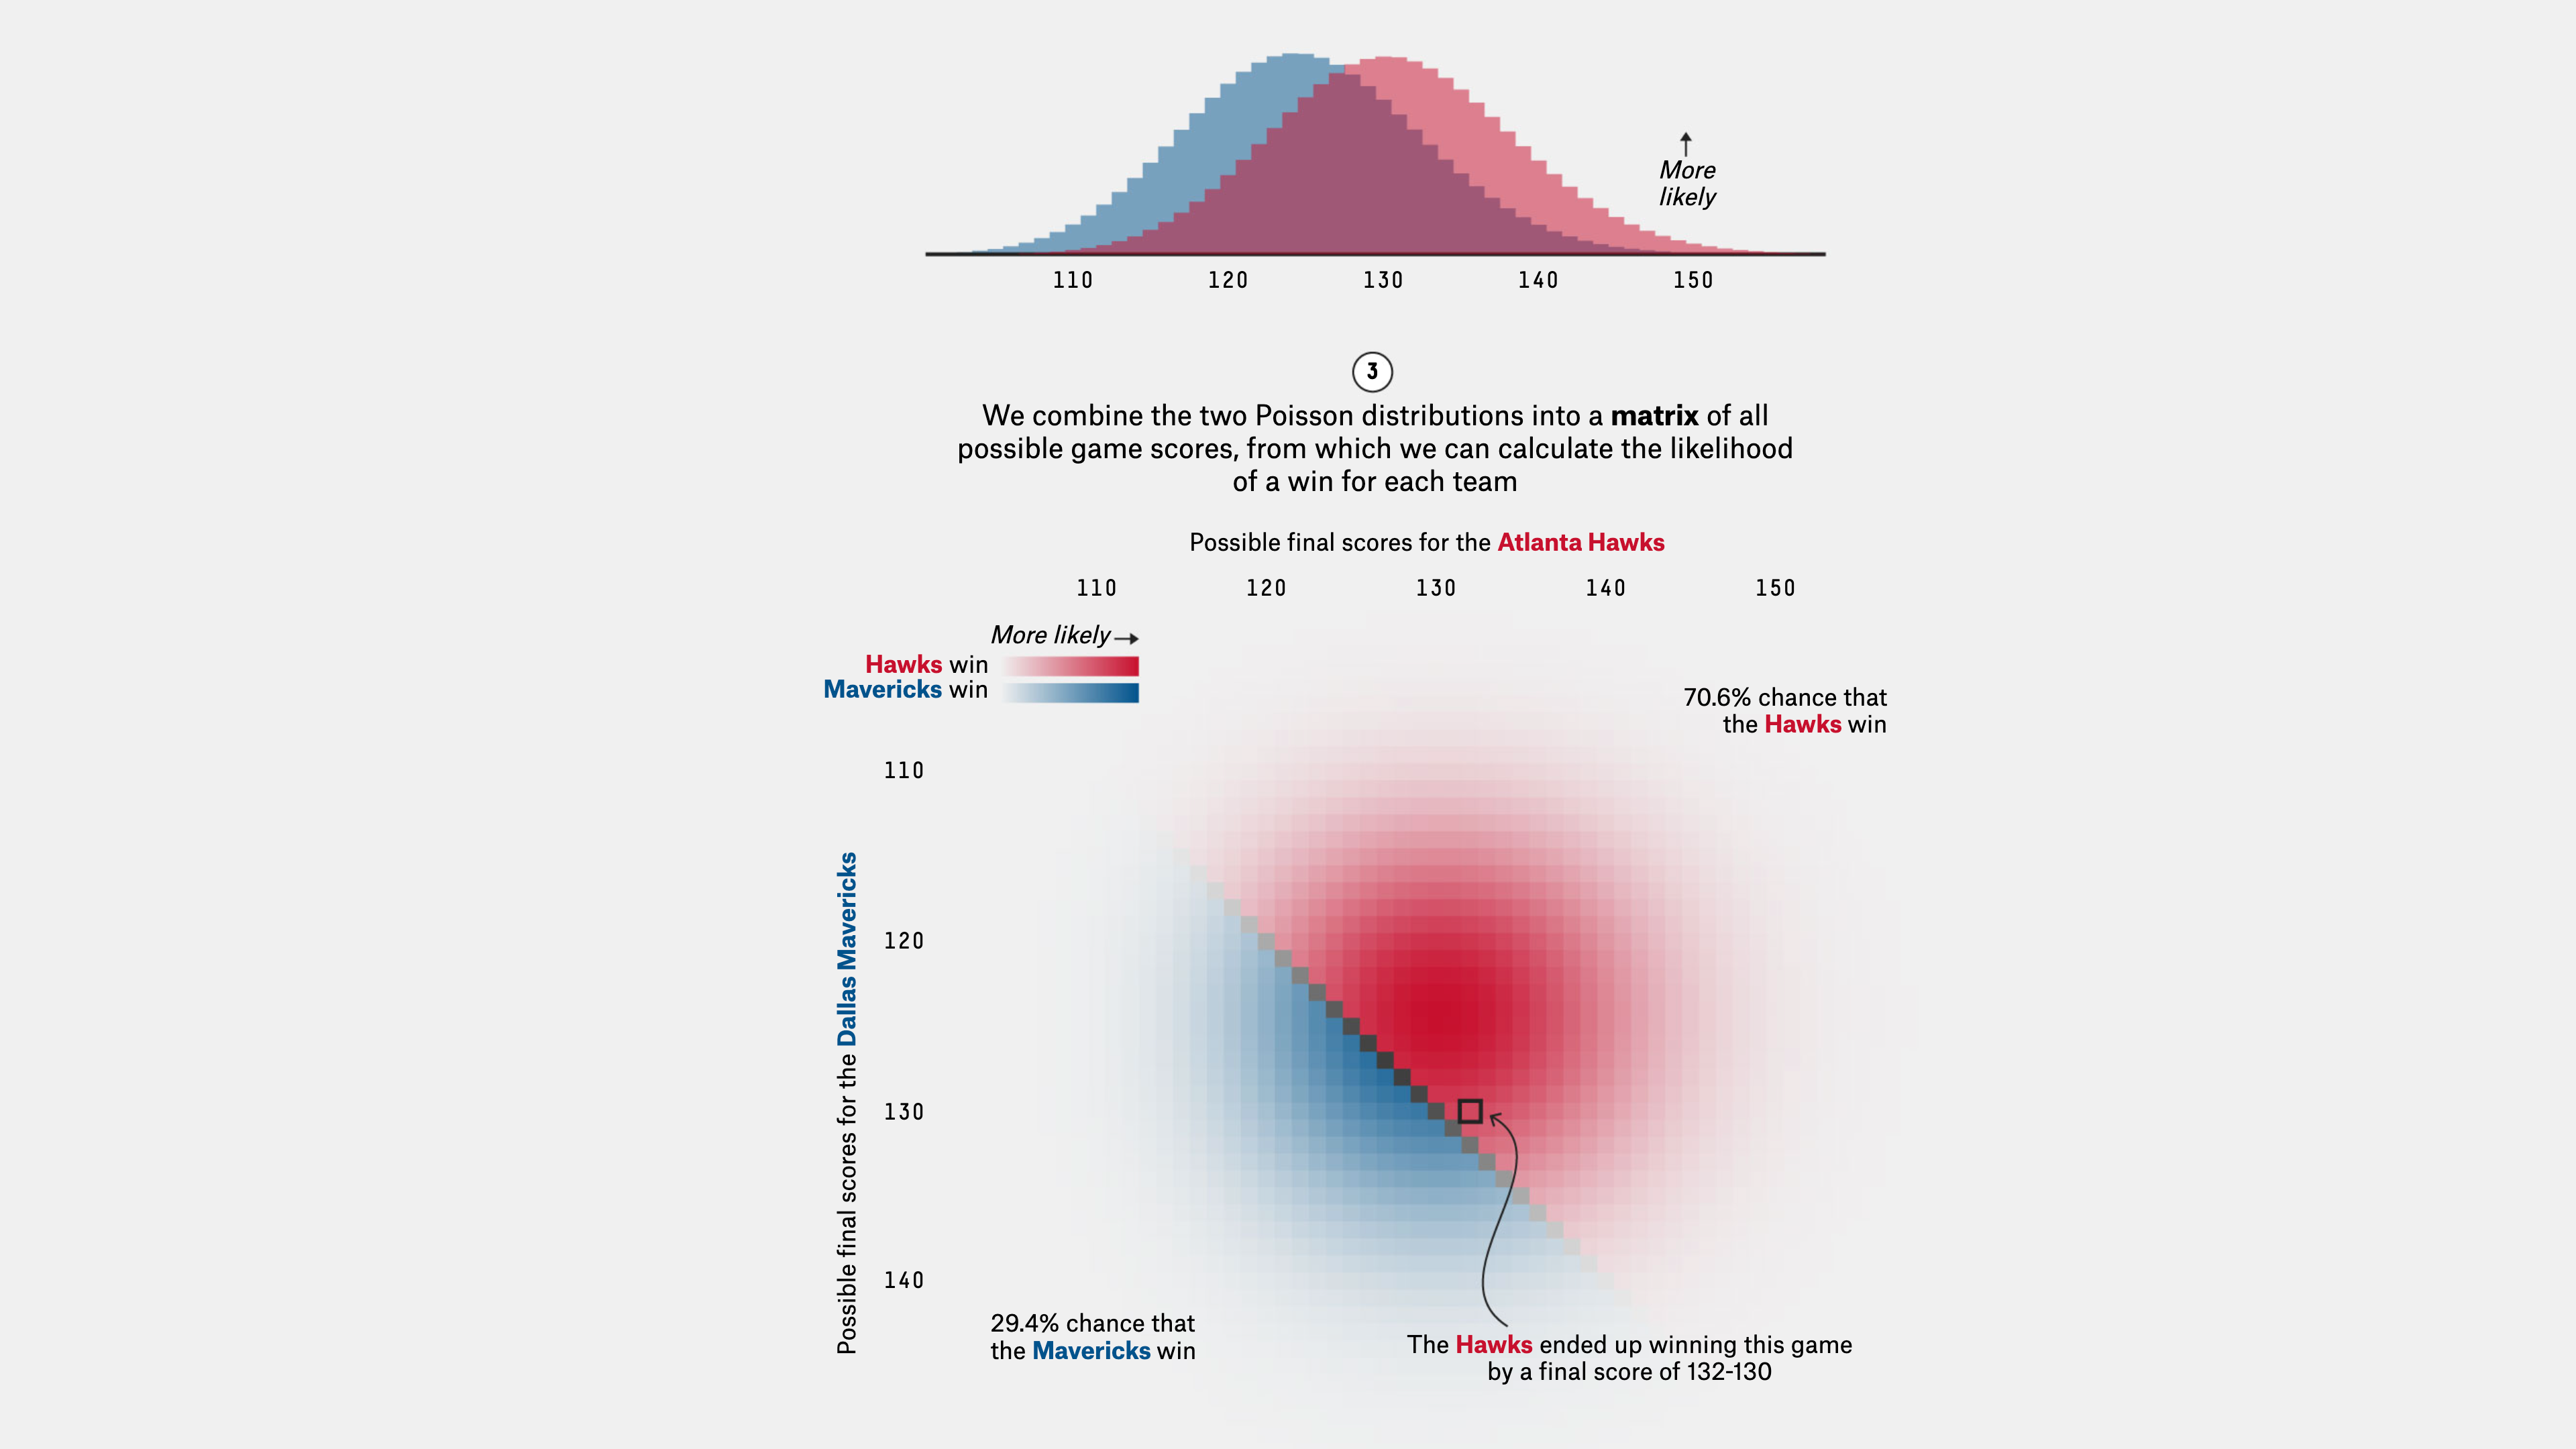 More
likely
110 120 130 140 150
3
We combine the two Poisson distributions into a matrix of all
possible game scores, from which we can calculate the likelihood
of a win for each team
Possible final scores for the Atlanta Hawks
110 120 130 140 150
More likely
Hawks win
Mavericks win
70.6% chance that
the Hawks win
110
120
130
140
Possible final scores for the Dallas Mavericks
29.4% chance that
the Mavericks win
The Hawks ended up winning this game
by a final score of 132-130